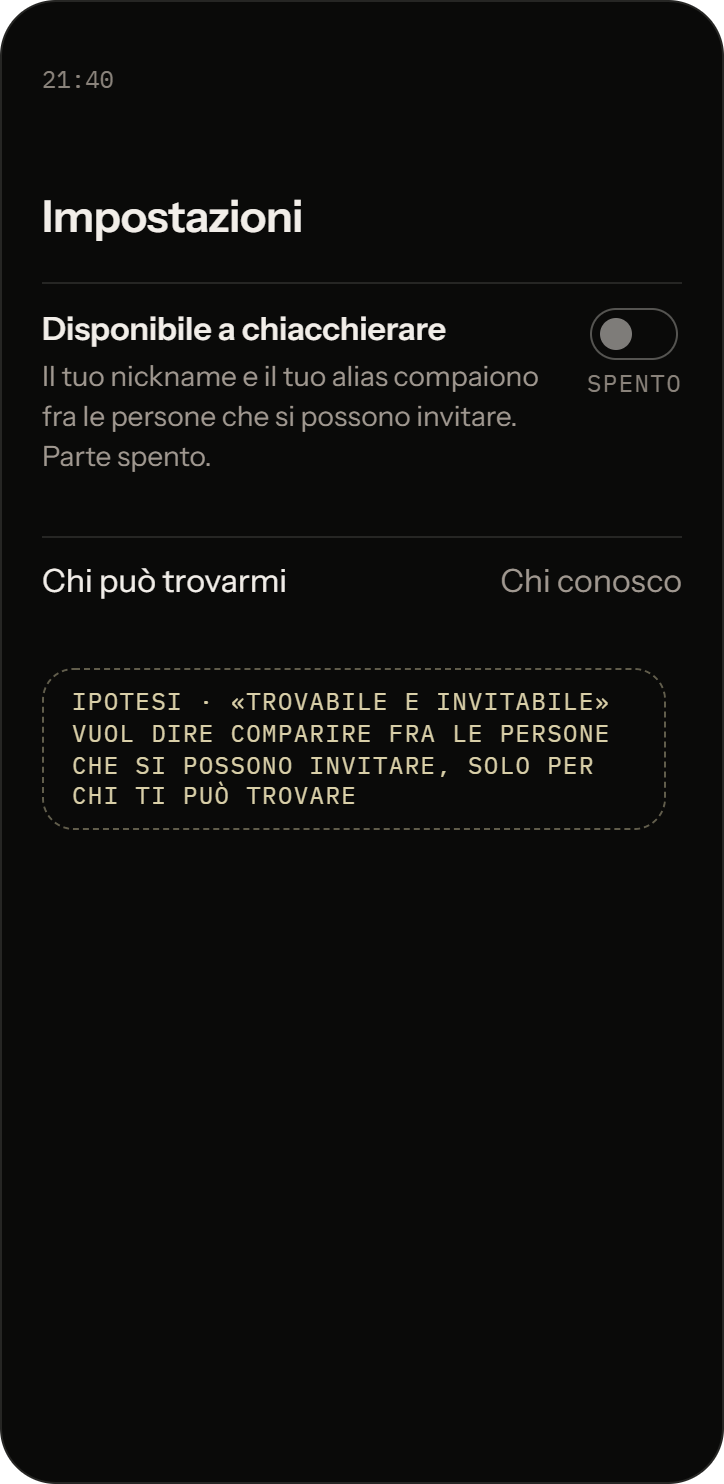 21:40
Impostazioni
Disponibile a chiacchierare
Il tuo nickname e il tuo alias compaiono
fra le persone che si possono invitare.
Parte spento.
SPENTO
Chi può trovarmi
Chi conosco
IPOTESI · «TROVABILE E INVITABILE»
VUOL DIRE COMPARIRE FRA LE PERSONE
CHE SI POSSONO INVITARE, SOLO PER
CHI TI PUÒ TROVARE